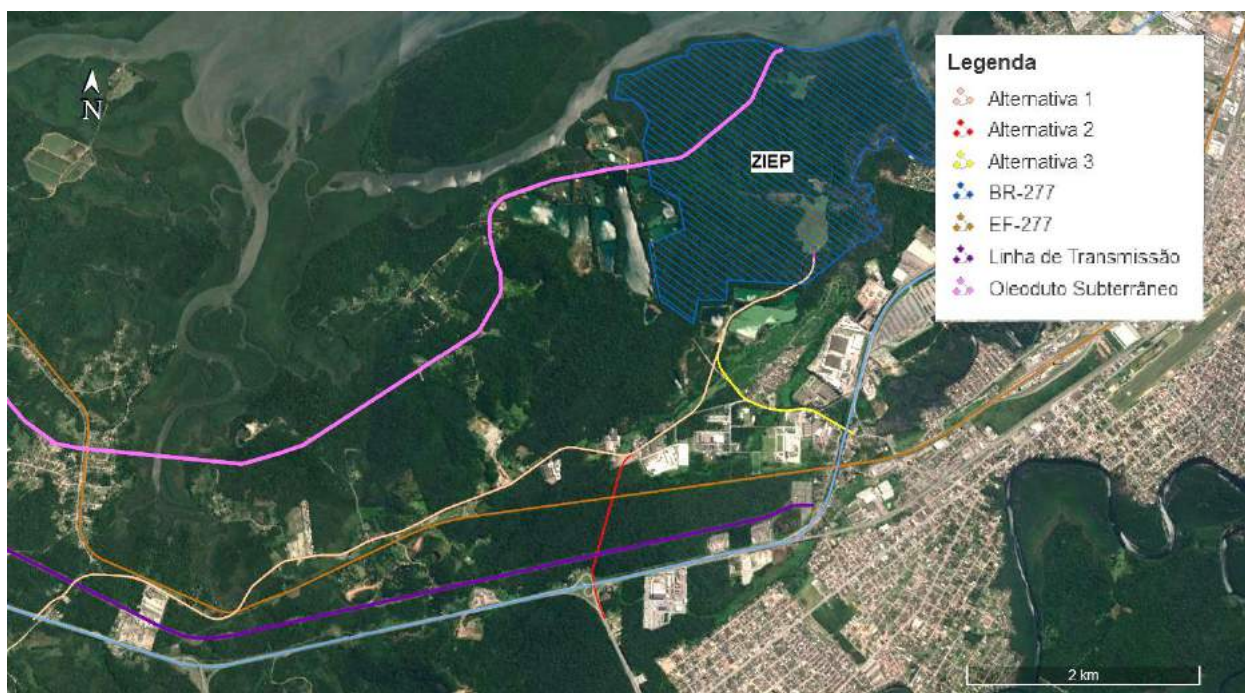 N
ZIEP
Legenda
Alternativa 1
Alternativa 2
Alternativa 3
BR-277
EF-277
Linha de Transmissão
Oleoduto Subterrâneo
2 km